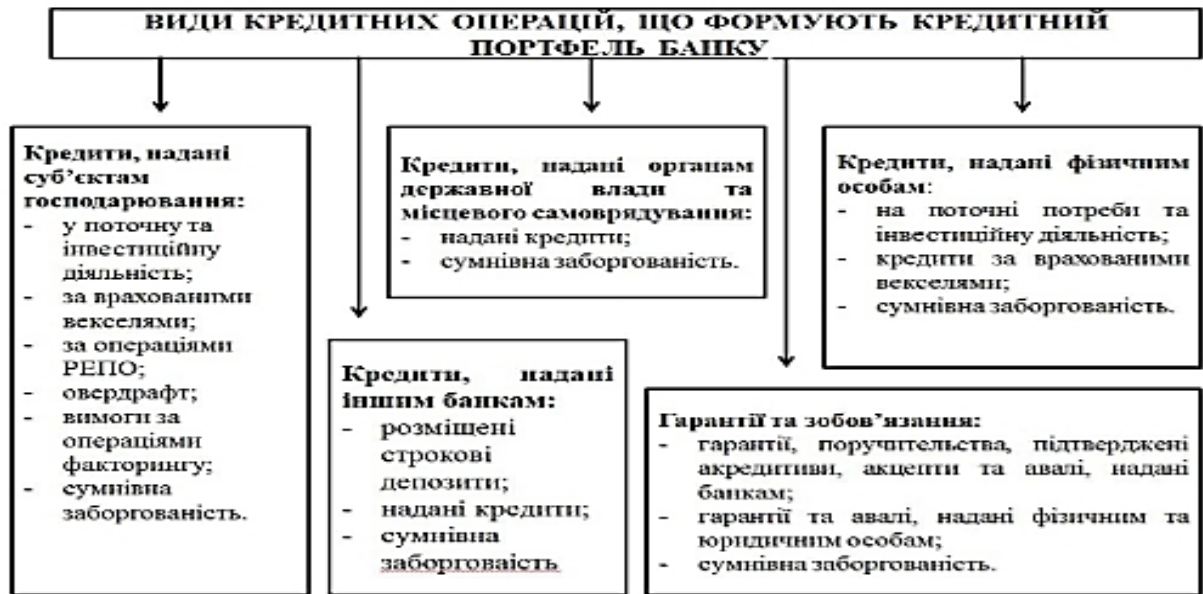 ВИДИ КРЕДИТНИХ ОПЕРАЦІЙ, ЩО ФОРМУЮТЬ КРЕДИТНИЙ
ПОРТФЕЛЬ БАНКУ
Кредити, надані
суб’єктам
господарювання:
- у поточну та
інвестиційну
діяльність;
- за врахованими
векселями;
- за операціями
РЕПО;
- овердрафт;
- вимоги за
операціями
факторингу;
- сумнівна
заборгованість.
Кредити, надані
іншим банкам:
- розміщені
строкові
депозити;
- надані кредити;
- сумнівна
заборговаість
Кредити, надані органам
державної влади та
місцевого самоврядування:
- надані кредити;
- сумнівна заборгованість.
Гарантії та зобов’язання:
- гарантії, поручительства, підтверджені
акредитиви, акцепти та авалі, надані
банкам;
- гарантії та авалі, надані фізичним та
юридичним особам;
- сумнівна заборгованість.
Кредити, надані фізичним
особам:
- на поточні потреби та
інвестиційну діяльність;
- кредити за врахованими
векселями;
- сумнівна заборгованість.